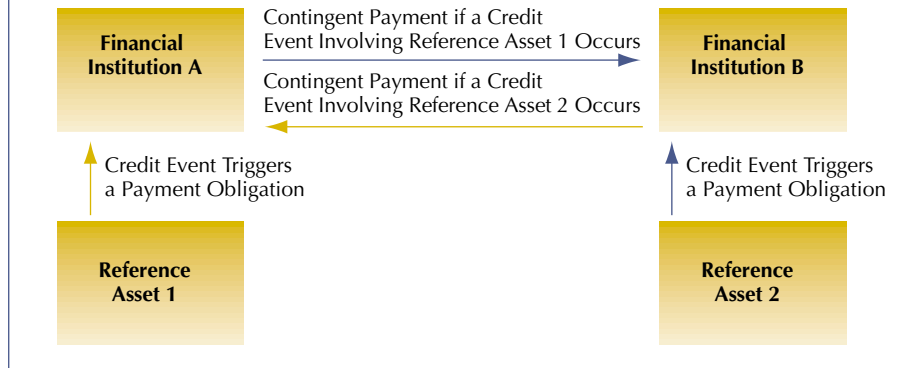 Financial
Institution A
Contingent Payment if a Credit
Event Involving Reference Asset 1 Occurs
Contingent Payment if a Credit
Event Involving Reference Asset 2 Occurs
Financial
Institution B
Credit Event Triggers
a Payment Obligation
Credit Event Triggers
a Payment Obligation
Reference
Asset 1
Reference
Asset 2